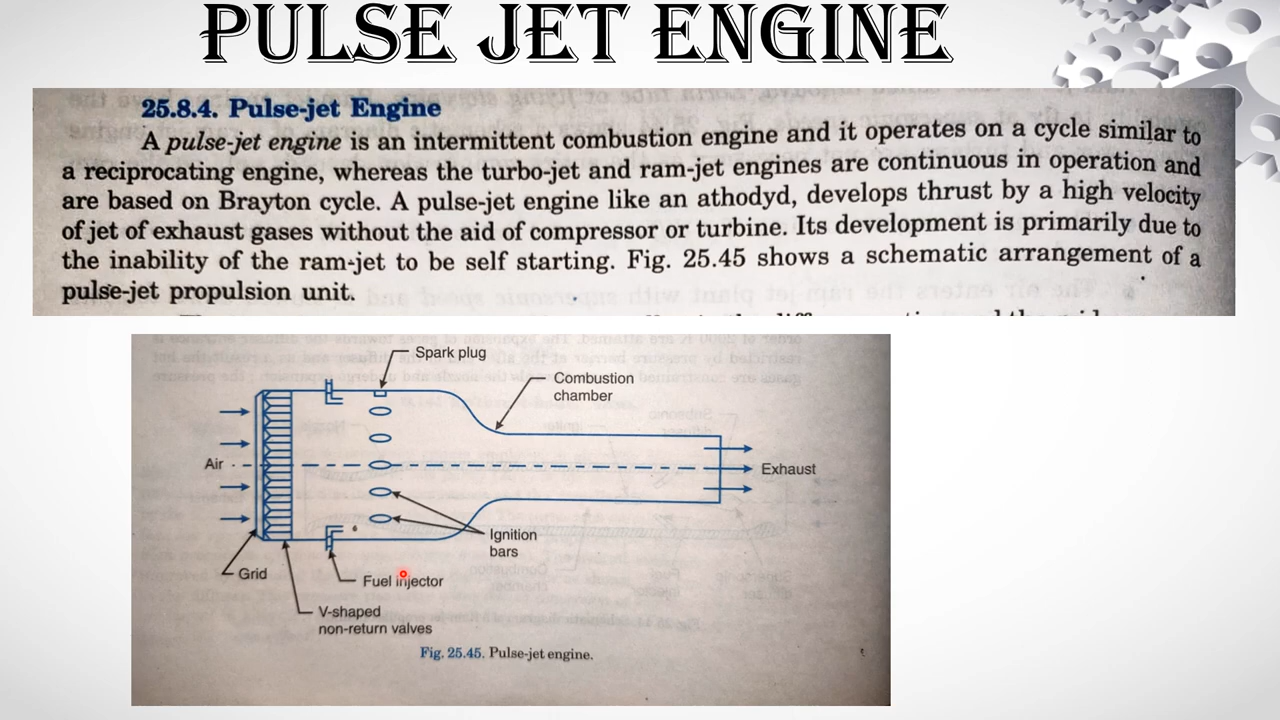 PULSE JET ENGINE
25.8.4. Pulse-jet Engine
A pulse-jet engine is an intermittent combustion engine and it operates on a cycle similar to
a reciprocating engine, whereas the turbo-jet and ram-jet engines are continuous in operation and
are based on Brayton cycle. A pulse-jet engine like an athodyd, develops thrust by a high velocity
of jet of exhaust gases without the aid of compressor or turbine. Its development is primarily due to
the inability of the ram-jet to be self starting. Fig. 25.45 shows a schematic arrangement of a
pulse-jet propulsion unit.
Spark plug
Combustion
chamber
Air
Exhaust
Ignition
bars
Grid
Fuel injector
V-shaped
non-return valves
Fig. 25.45. Pulse-jet engine.